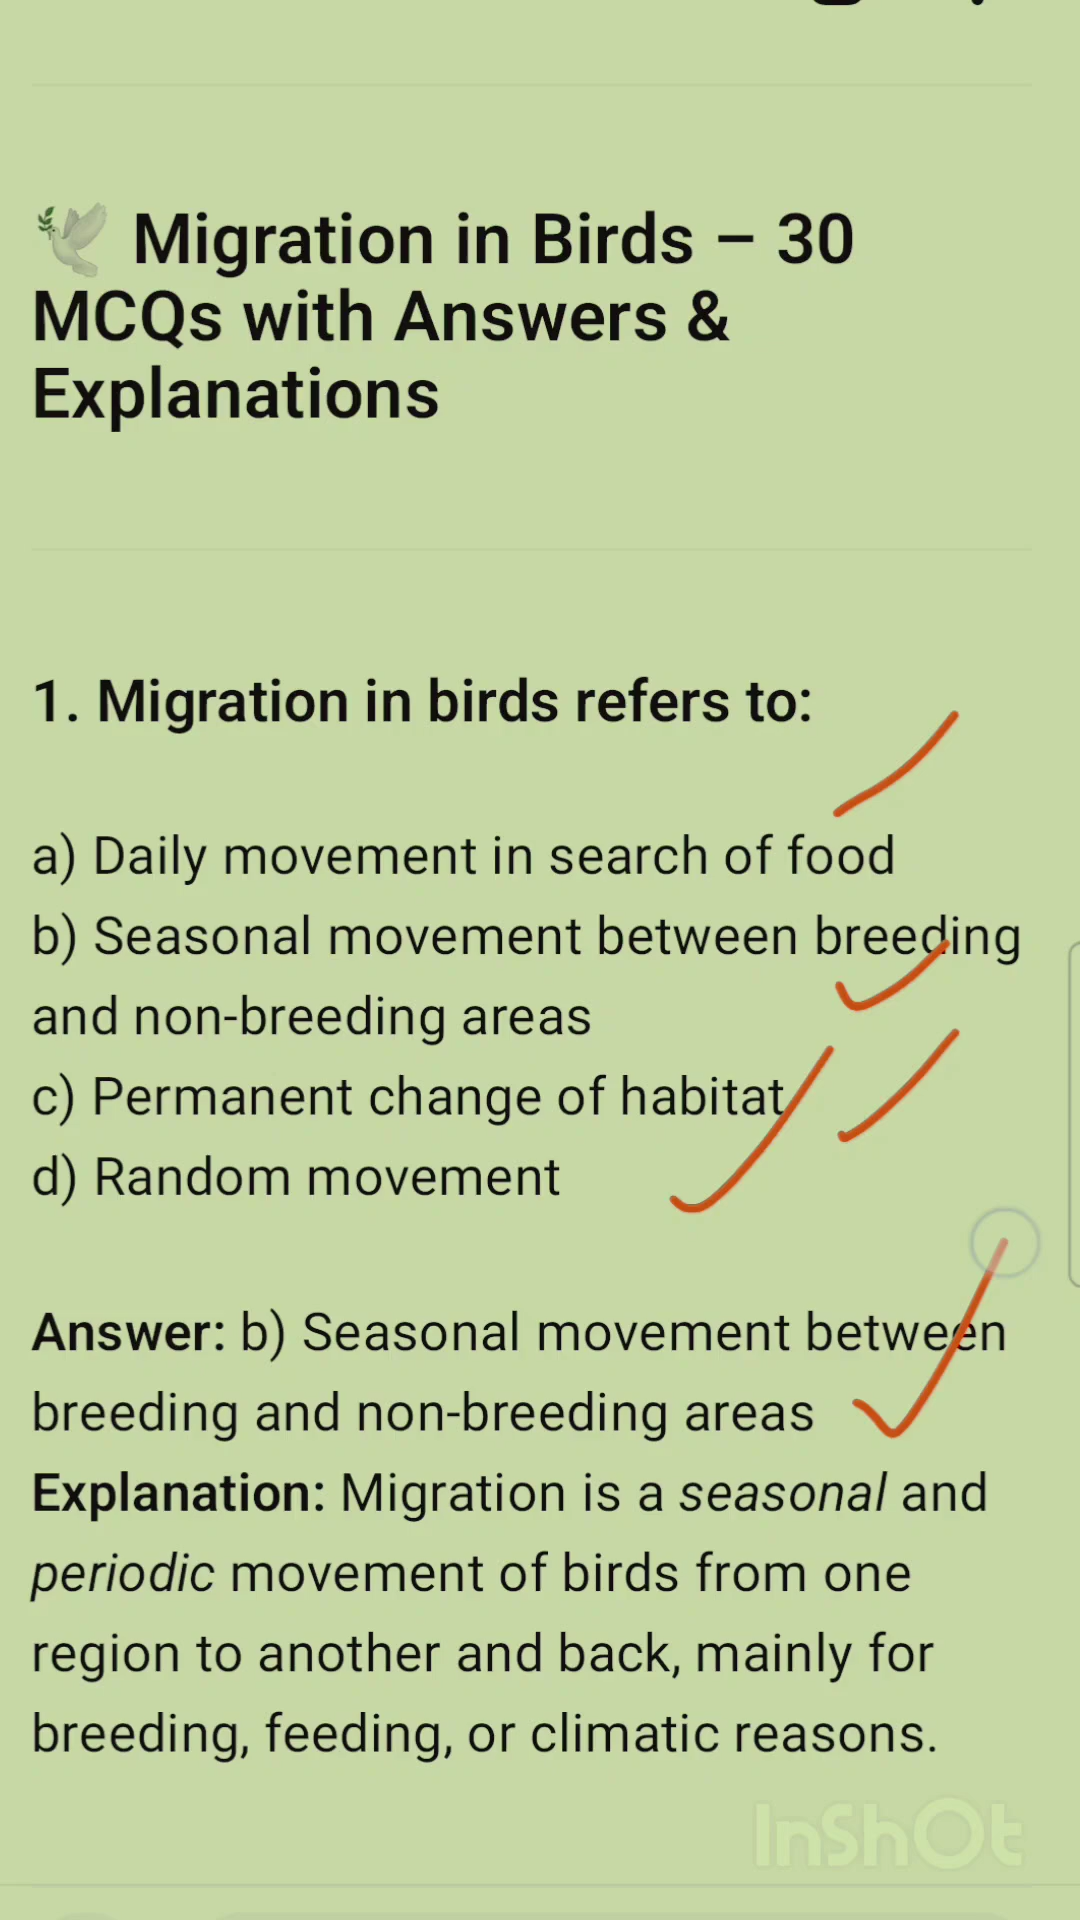 🕊️ Migration in Birds – 30
MCQs with Answers &
Explanations
1. Migration in birds refers to:
a) Daily movement in search of food
b) Seasonal movement between breeding
and non-breeding areas
c) Permanent change of habitat
d) Random movement
Answer: b) Seasonal movement between
breeding and non-breeding areas
Explanation: Migration is a seasonal and
periodic movement of birds from one
region to another and back, mainly for
breeding, feeding, or climatic reasons.
InShOt